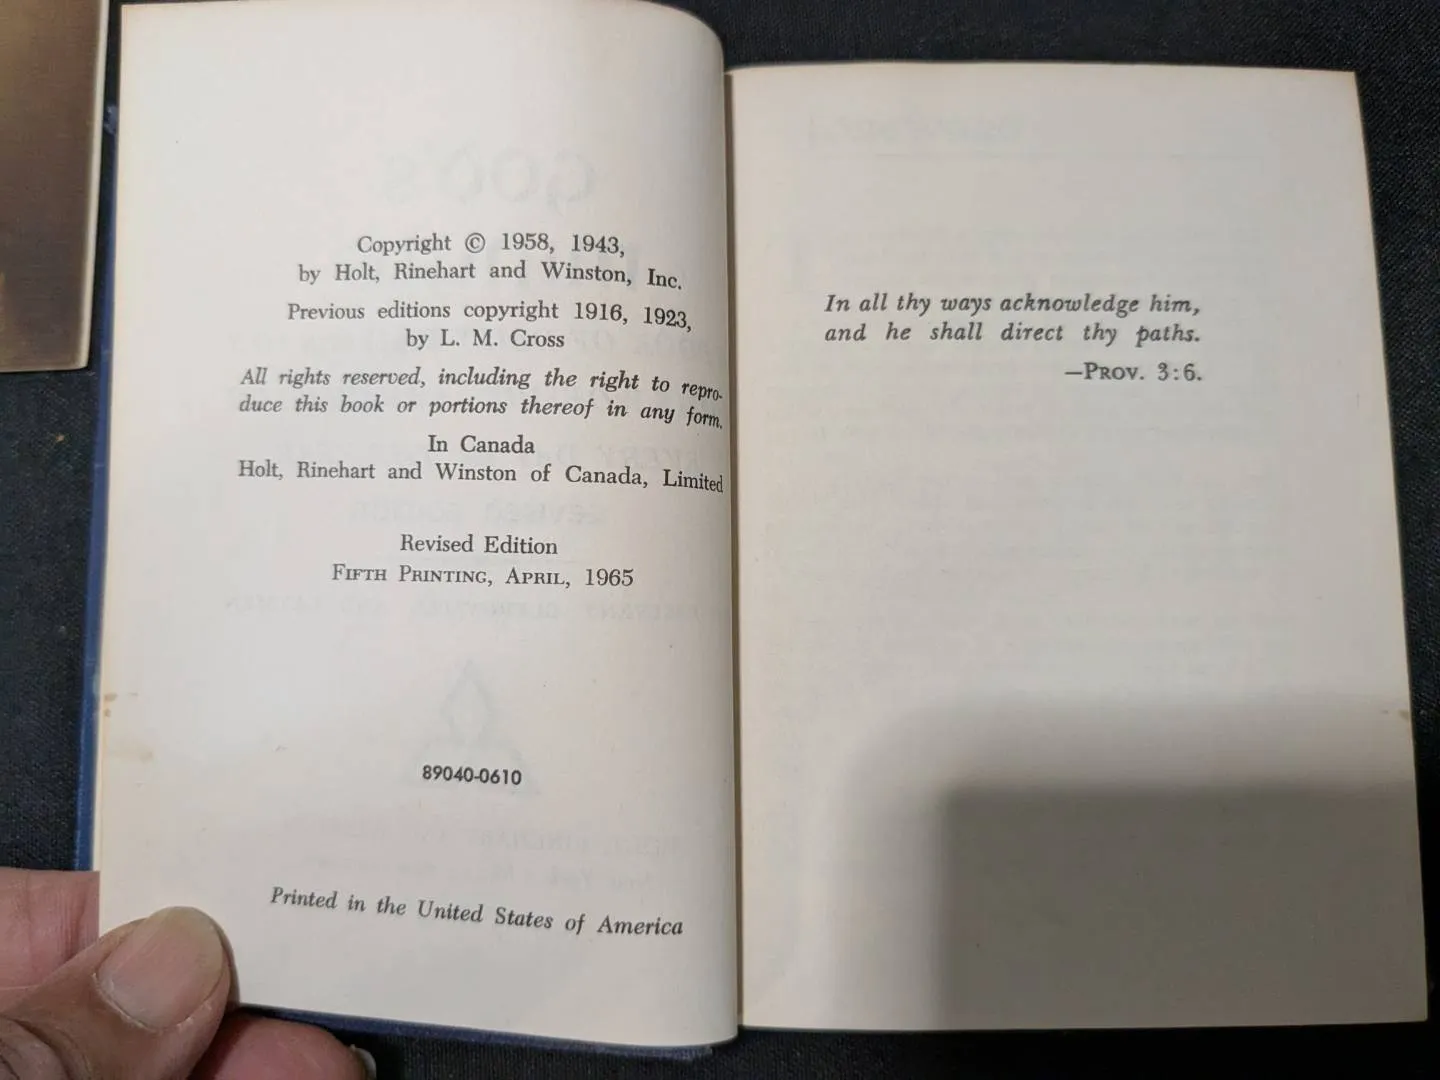 Copyright © 1958, 1943,
by Holt, Rinehart and Winston, Inc.
Previous editions copyright 1916, 1923,
by L. M. Cross
All rights reserved, including the right to repro-
duce this book or portions thereof in any form.
In Canada
Holt, Rinehart and Winston of Canada, Limited
Revised Edition
FIFTH PRINTING, APRIL, 1965
89040-0610
Printed in the United States of America
In all thy ways acknowledge him,
and he shall direct thy paths.
—PROV. 3:6.